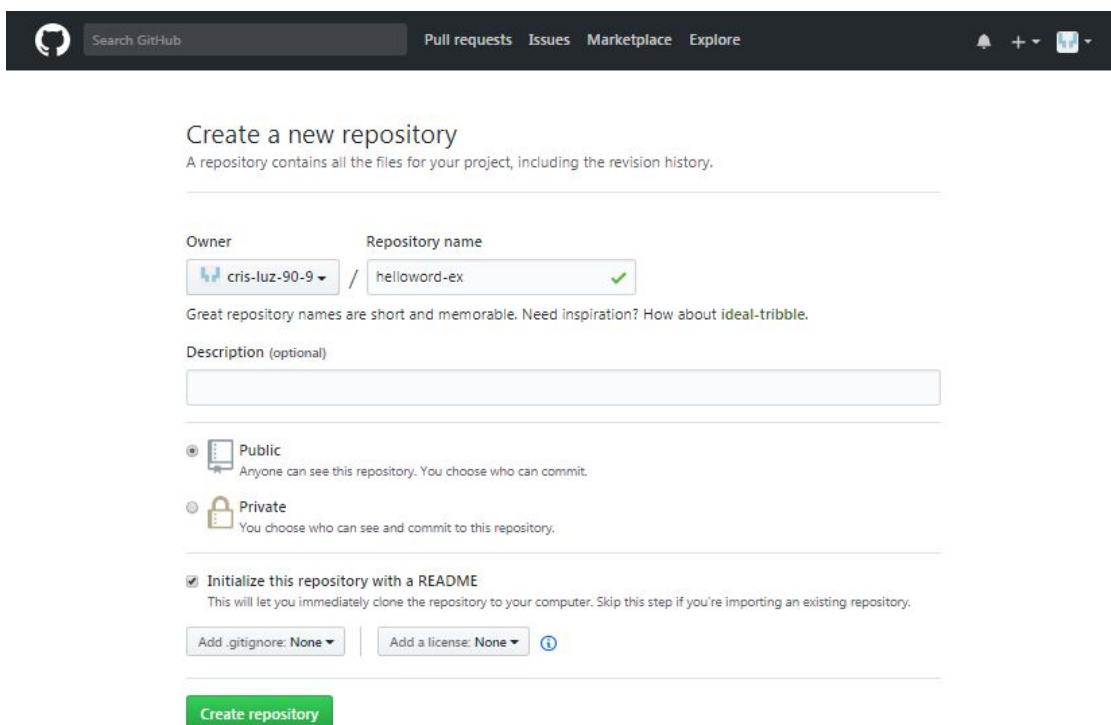 Search GitHub Pull requests Issues Marketplace Explore
Create a new repository
A repository contains all the files for your project, including the revision history.
Owner Repository name
cris-luz-90-9 / helloword-ex
Great repository names are short and memorable. Need inspiration? How about ideal-tribble.
Description (optional)
Public
Anyone can see this repository. You choose who can commit.
Private
You choose who can see and commit to this repository.
Initialize this repository with a README
This will let you immediately clone the repository to your computer. Skip this step if you're importing an existing repository.
Add .gitignore: None Add a license: None
Create repository